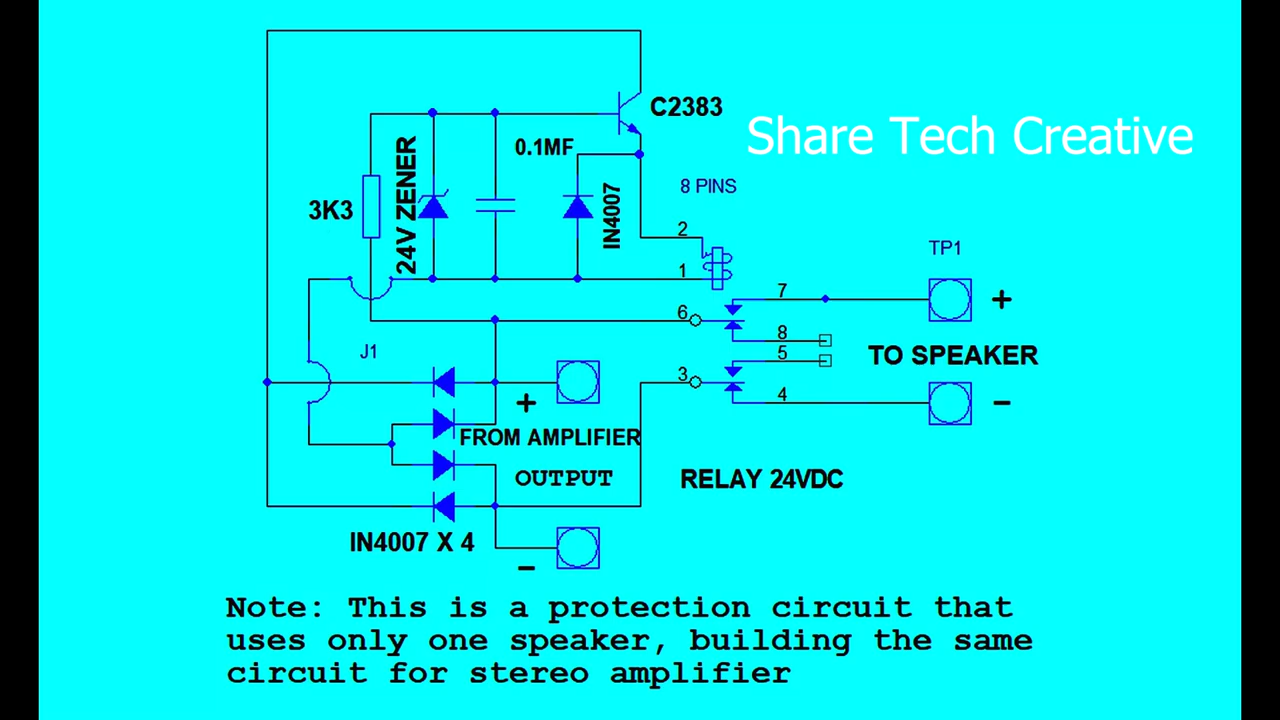 C2383
Share Tech Creative
0.1MF
24V ZENER
3K3
IN4007
8 PINS
2
1
TP1
7
+
6
8
J1
5
TO SPEAKER
3
4
+
−
FROM AMPLIFIER
OUTPUT
RELAY 24VDC
IN4007 X 4
−
Note: This is a protection circuit that
uses only one speaker, building the same
circuit for stereo amplifier